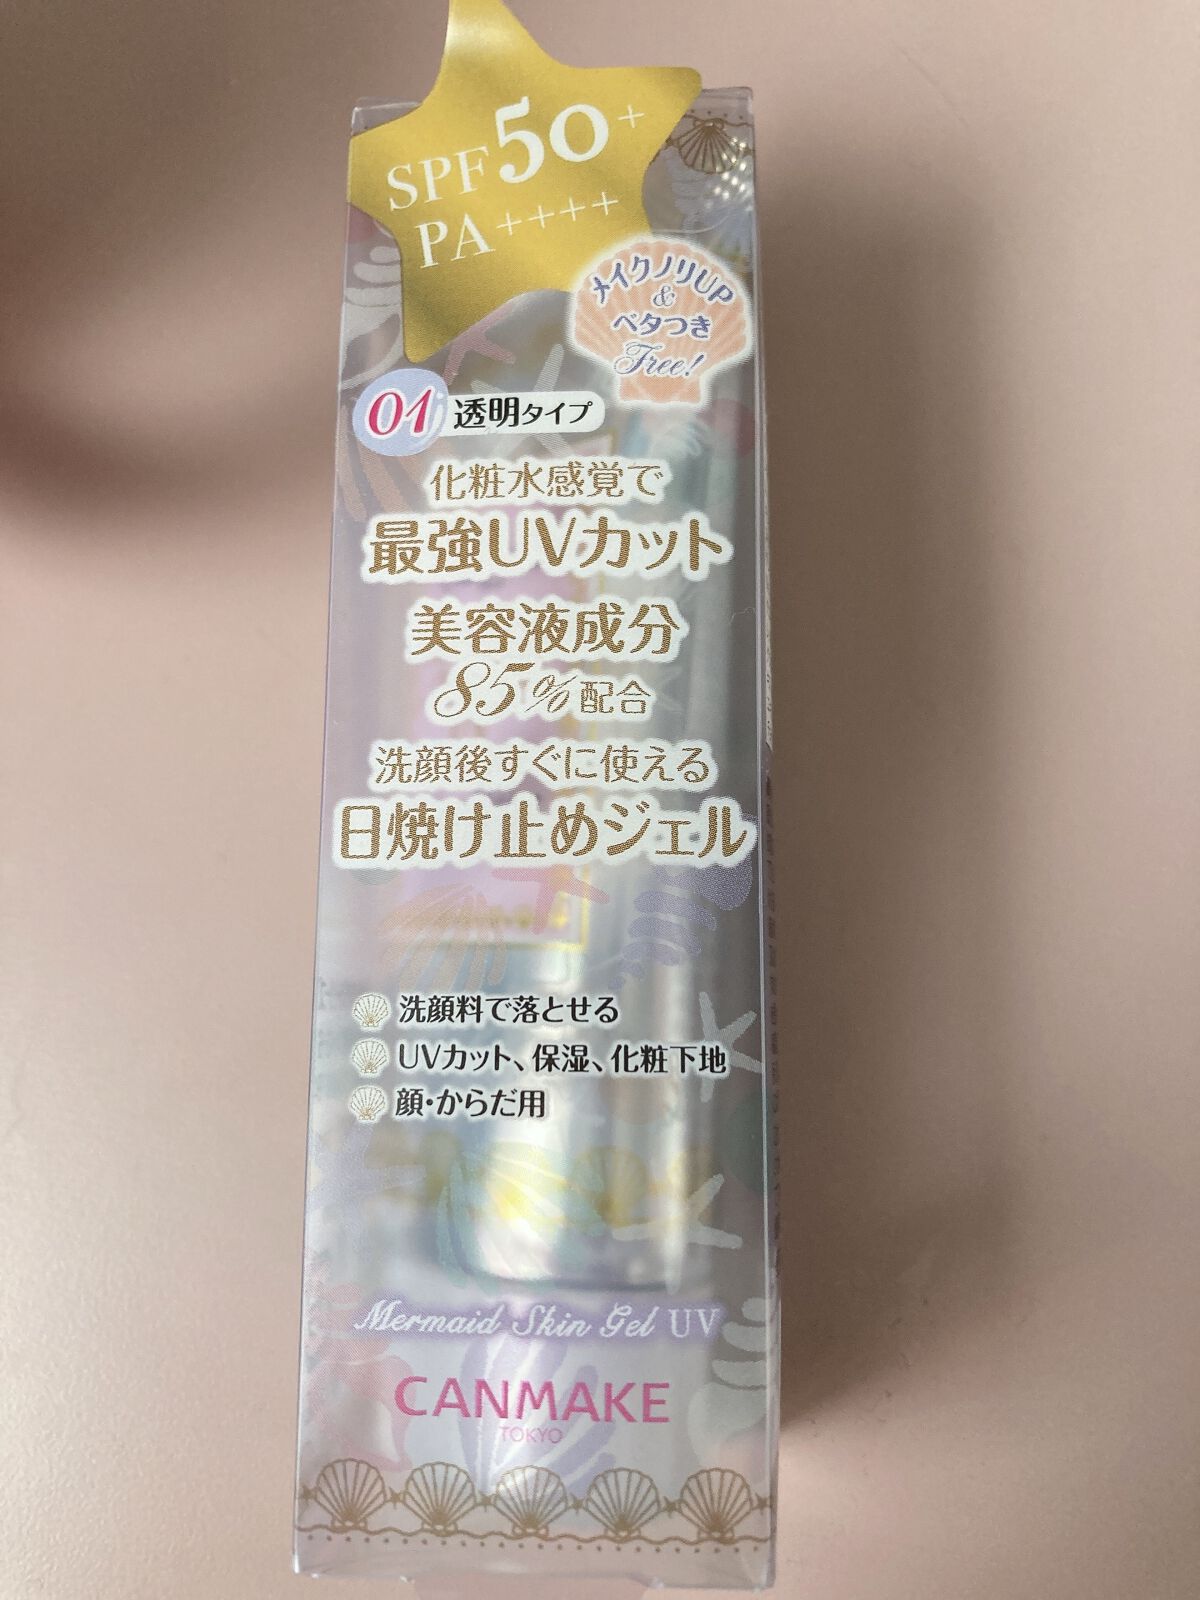 SPF50+
PA++++
メイクノリUP
&
ベタつき
Free!
01 透明タイプ
化粧水感覚で
最強UVカット
美容液成分
85%配合
洗顔後すぐに使える
日焼け止めジェル
洗顔料で落とせる
UVカット、保湿、化粧下地
顔・からだ用
Mermaid Skin Gel UV
CANMAKE
TOKYO